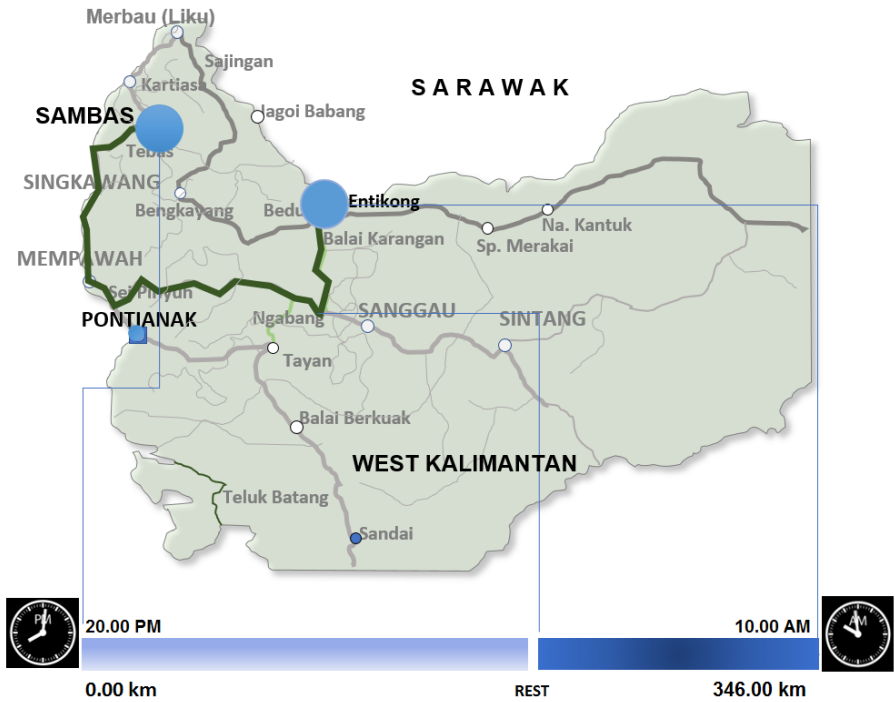 Merbau (Liku)
Sajingan
SARAWAK
Kartiasa
Jagoi Babang
SAMBAS
Tebas
SINGKAWANG
Bengkayang
Bedu
Entikong
Na. Kantuk
Balai Karangan
Sp. Merakai
MEMPAWAH
Sei Pinyuh
Ngabang
SANGGAU
SINTANG
PONTIANAK
Tayan
Balai Berkuak
WEST KALIMANTAN
Teluk Batang
Sandai
PM
20.00 PM
10.00 AM
AM
0.00 km
REST
346.00 km